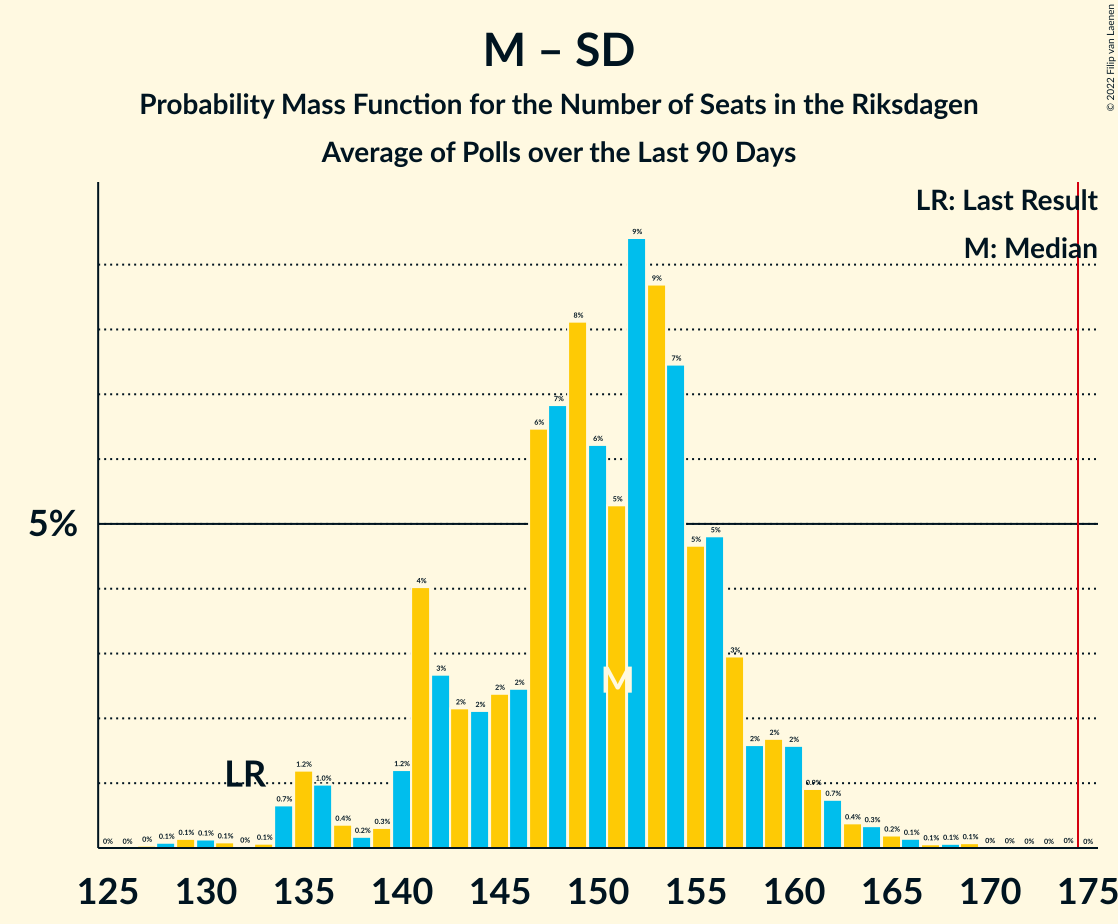 M – SD
Probability Mass Function for the Number of Seats in the Riksdagen
Average of Polls over the Last 90 Days
© 2022 Filip van Laenen
LR: Last Result
M: Median
9%
9%
8%
7%
7%
6%
6%
5%
5%
5% 5%
4%
3%
3%
M
2% 2% 2% 2%
2% 2% 2%
LR
1.2% 1.0% 1.2%
0.9%
0.7% 0.7%
0% 0% 0% 0.1% 0.1% 0.1% 0.1% 0% 0.1% 0.4% 0.2% 0.3% 0.4% 0.3% 0.2% 0.1% 0.1% 0.1% 0.1% 0% 0% 0% 0% 0% 0%
125 130 135 140 145 150 155 160 165 170 175